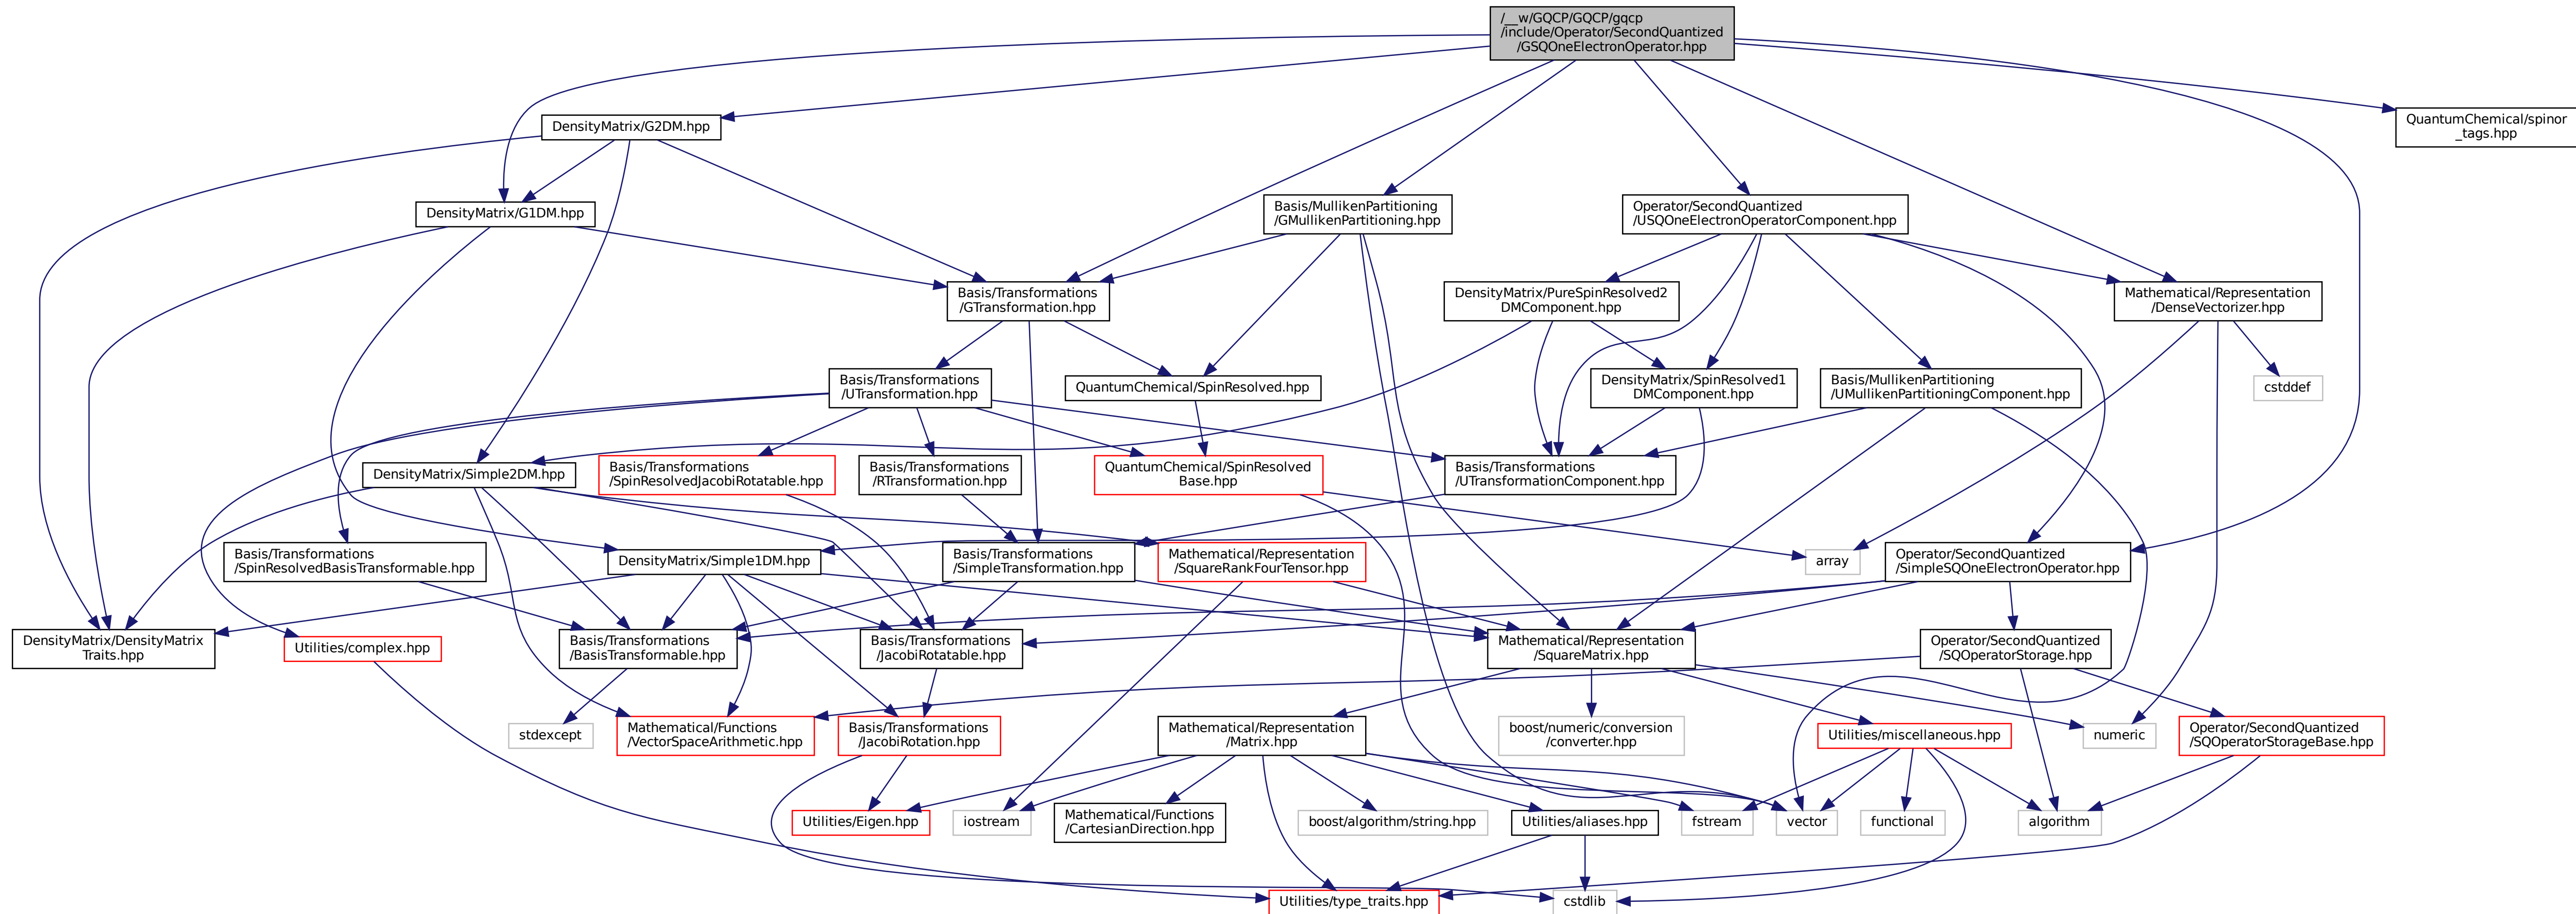 /__w/GQCP/GQCP/gqcp
/include/Operator/SecondQuantized
/GSQOneElectronOperator.hpp
DensityMatrix/G2DM.hpp
QuantumChemical/spinor
_tags.hpp
DensityMatrix/G1DM.hpp
Basis/MullikenPartitioning
/GMullikenPartitioning.hpp
Operator/SecondQuantized
/USQOneElectronOperatorComponent.hpp
Basis/Transformations
/GTransformation.hpp
DensityMatrix/PureSpinResolved2
DMComponent.hpp
Mathematical/Representation
/DenseVectorizer.hpp
Basis/Transformations
/UTransformation.hpp
QuantumChemical/SpinResolved.hpp
DensityMatrix/SpinResolved1
DMComponent.hpp
Basis/MullikenPartitioning
/UMullikenPartitioningComponent.hpp
cstddef
DensityMatrix/Simple2DM.hpp
Basis/Transformations
/SpinResolvedJacobiRotatable.hpp
Basis/Transformations
/RTransformation.hpp
QuantumChemical/SpinResolved
Base.hpp
Basis/Transformations
/UTransformationComponent.hpp
Basis/Transformations
/SpinResolvedBasisTransformable.hpp
DensityMatrix/Simple1DM.hpp
Basis/Transformations
/SimpleTransformation.hpp
Mathematical/Representation
/SquareRankFourTensor.hpp
array
Operator/SecondQuantized
/SimpleSQOneElectronOperator.hpp
DensityMatrix/DensityMatrix
Traits.hpp
Utilities/complex.hpp
Basis/Transformations
/BasisTransformable.hpp
Basis/Transformations
/JacobiRotatable.hpp
Mathematical/Representation
/SquareMatrix.hpp
Operator/SecondQuantized
/SQOperatorStorage.hpp
stdexcept
Mathematical/Functions
/VectorSpaceArithmetic.hpp
Basis/Transformations
/JacobiRotation.hpp
Mathematical/Representation
/Matrix.hpp
boost/numeric/conversion
/converter.hpp
Utilities/miscellaneous.hpp
numeric
Operator/SecondQuantized
/SQOperatorStorageBase.hpp
Utilities/Eigen.hpp
iostream
Mathematical/Functions
/CartesianDirection.hpp
boost/algorithm/string.hpp
Utilities/aliases.hpp
fstream
vector
functional
algorithm
Utilities/type_traits.hpp
cstdlib